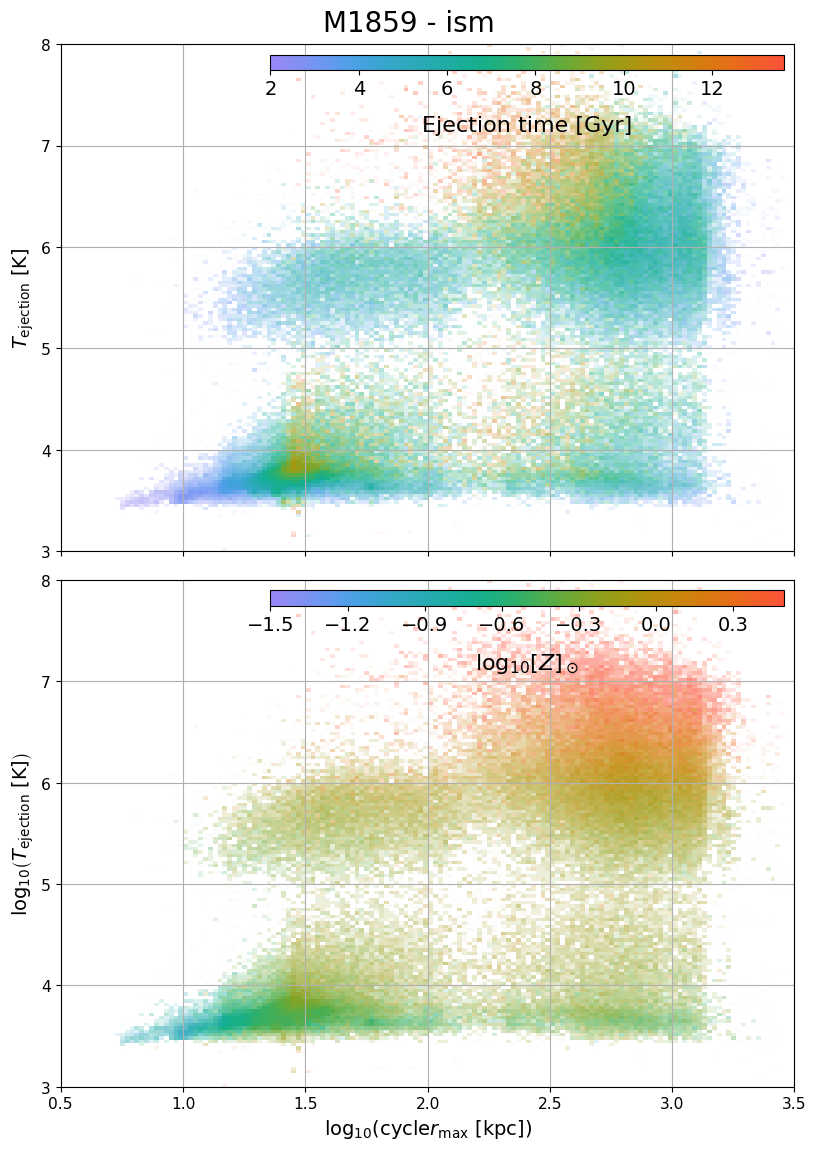 M1859 - ism
8
2 4 6 8 10 12
Ejection time [Gyr]
7
6
5
4
3
T_ejection [K]
8
−1.5 −1.2 −0.9 −0.6 −0.3 0.0 0.3
log₁₀[Z]⊙
7
6
5
4
3
log₁₀(T_ejection [K])
0.5 1.0 1.5 2.0 2.5 3.0 3.5
log₁₀(cycler_max [kpc])